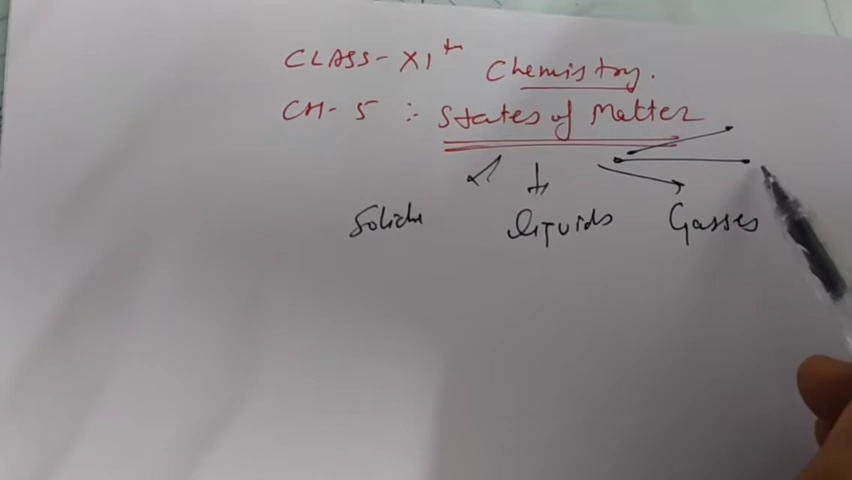 CLASS-XIth Chemistry.
CH-5 :- States of Matter
Solids liquids Gasses